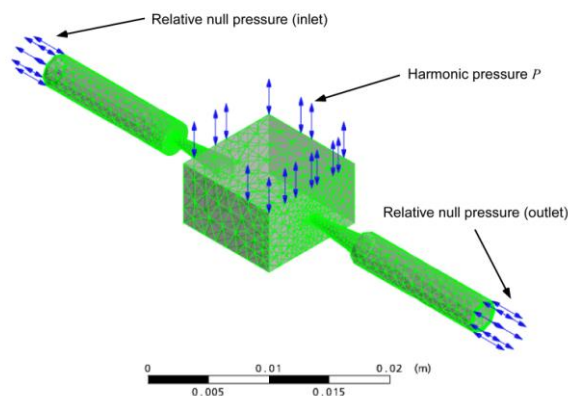 Relative null pressure (inlet)
Harmonic pressure P
Relative null pressure (outlet)
0 0.01 0.02 (m)
0.005 0.015